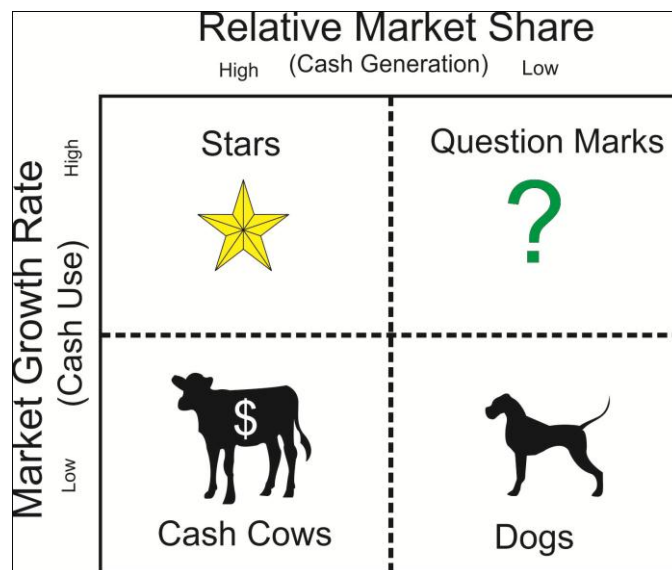 Relative Market Share
High (Cash Generation) Low
Market Growth Rate
(Cash Use)
High
Low
Stars
Question Marks
?
$
Cash Cows
Dogs